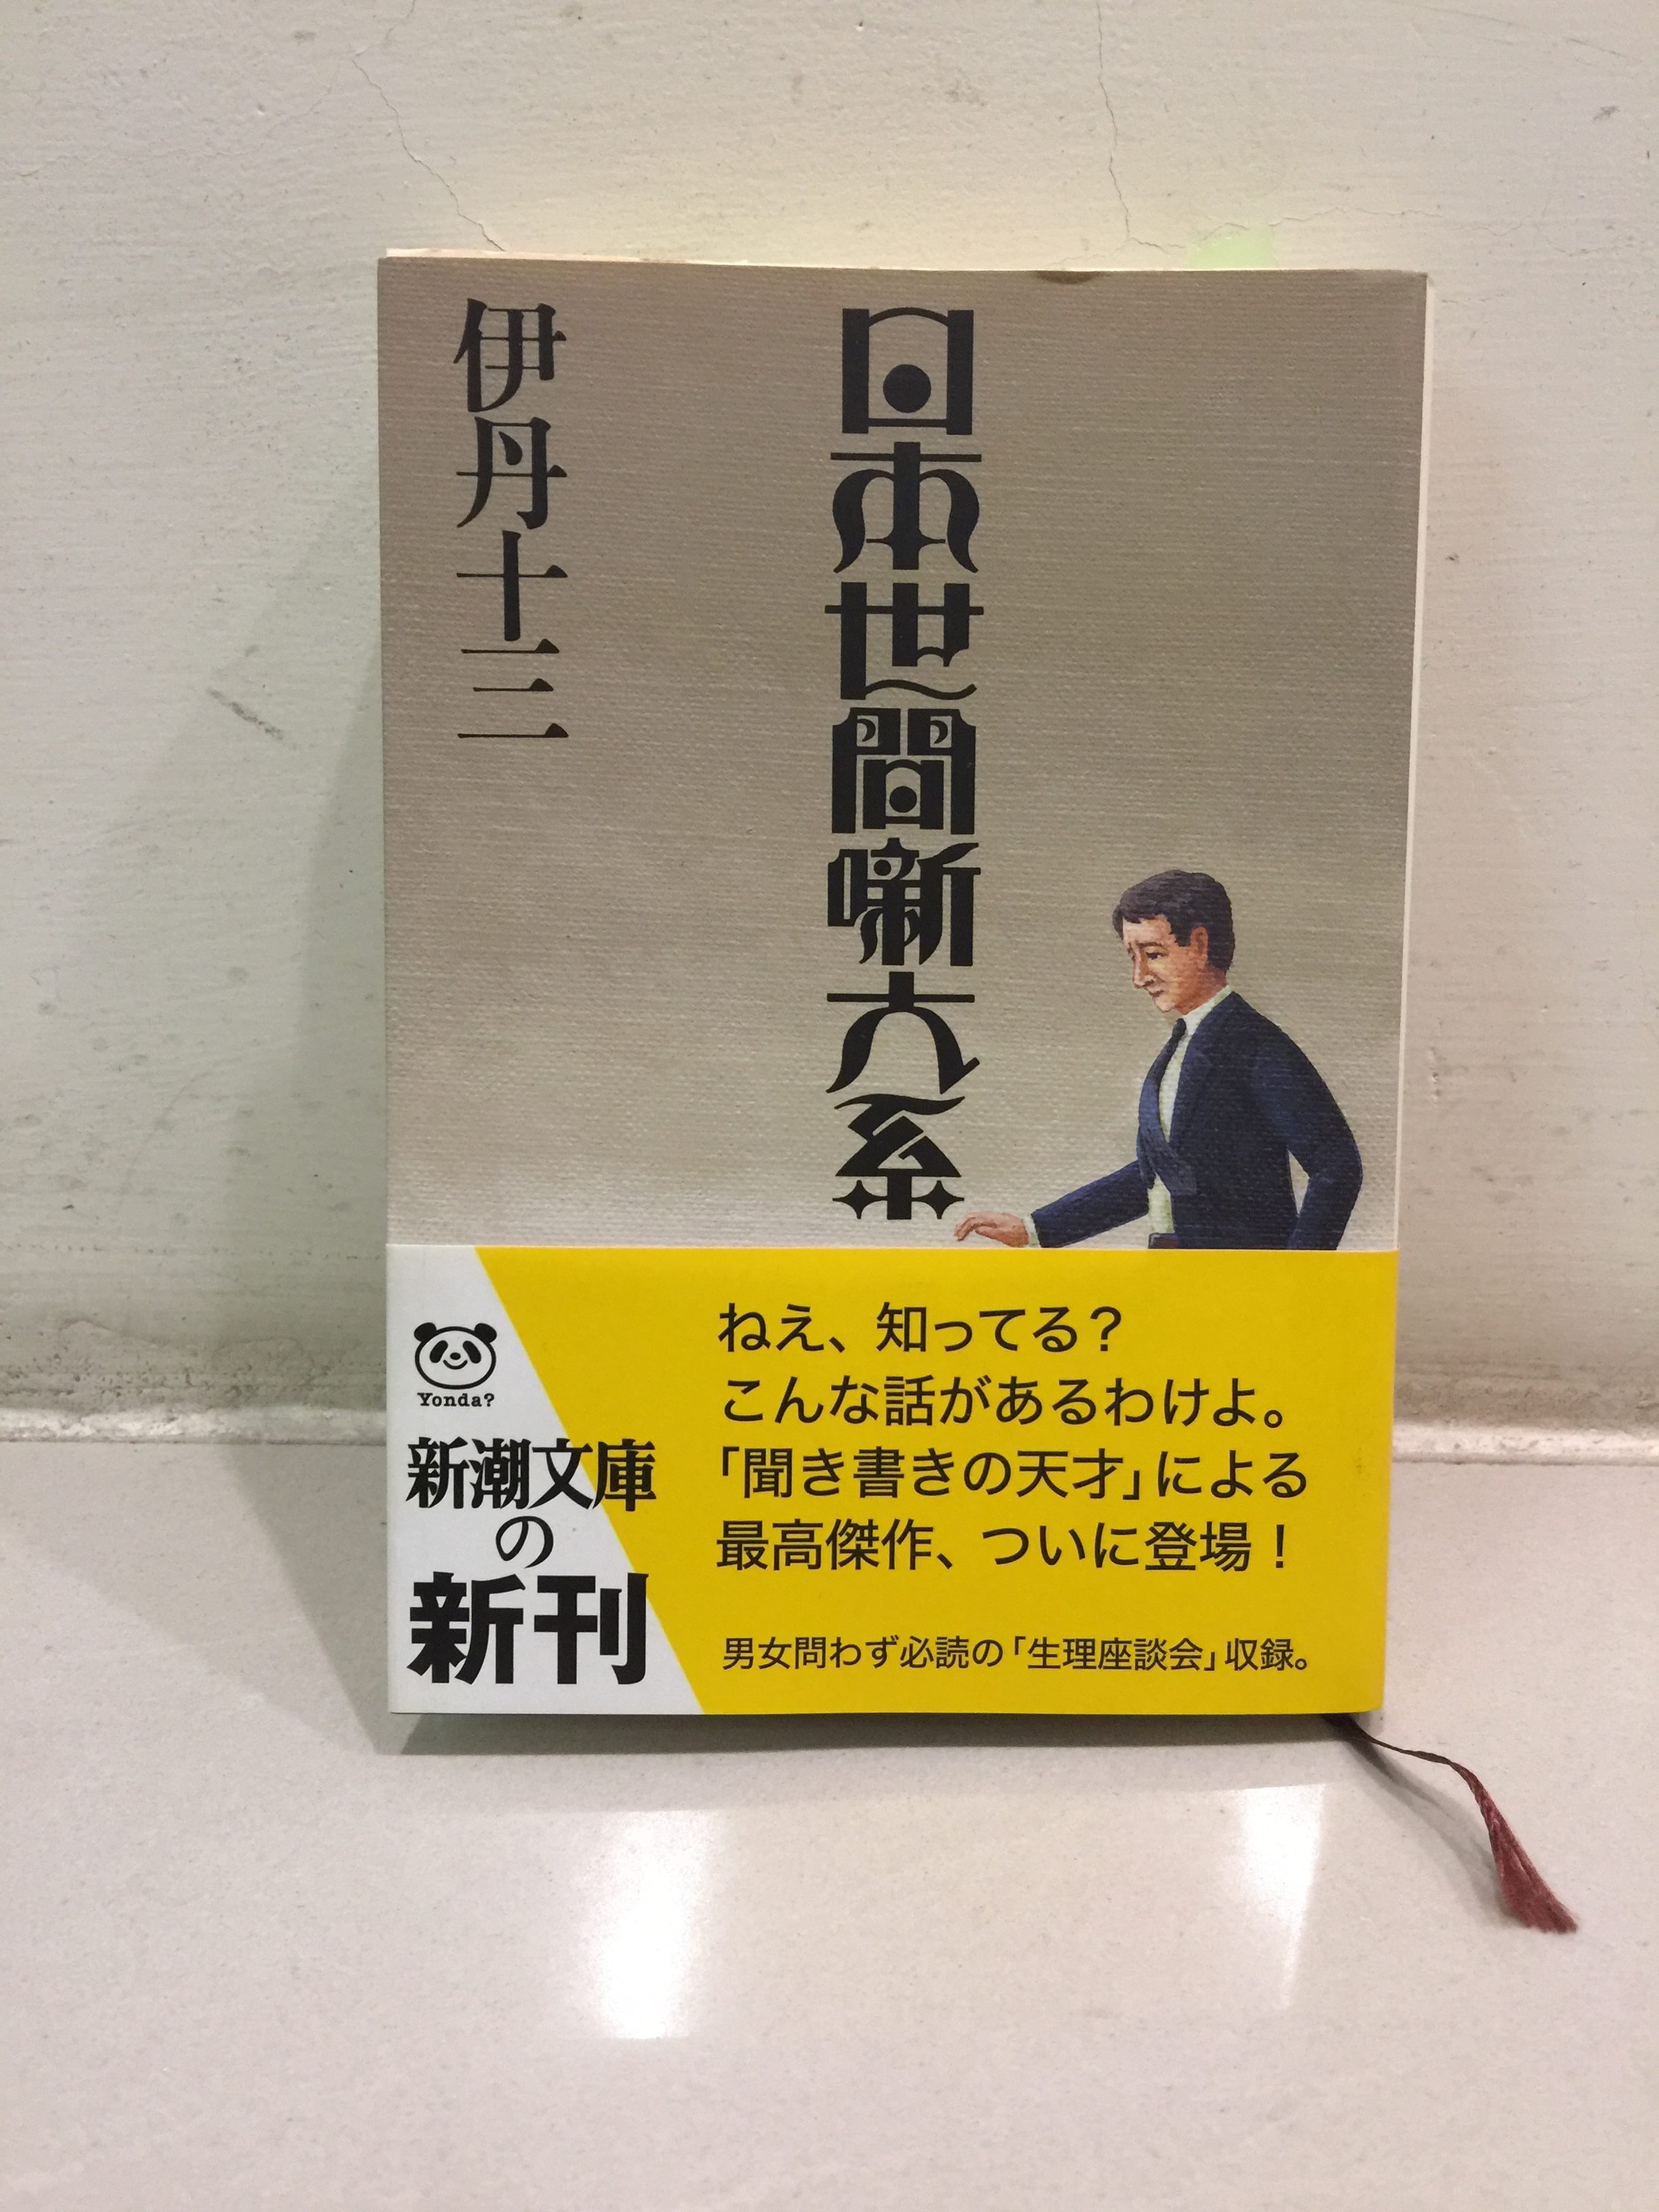 日本世間噺大系
伊丹十三
ねえ、知ってる？
こんな話があるわけよ。
「聞き書きの天才」による
最高傑作、ついに登場！
男女問わず必読の「生理座談会」収録。
Yonda?
新潮文庫
の
新刊